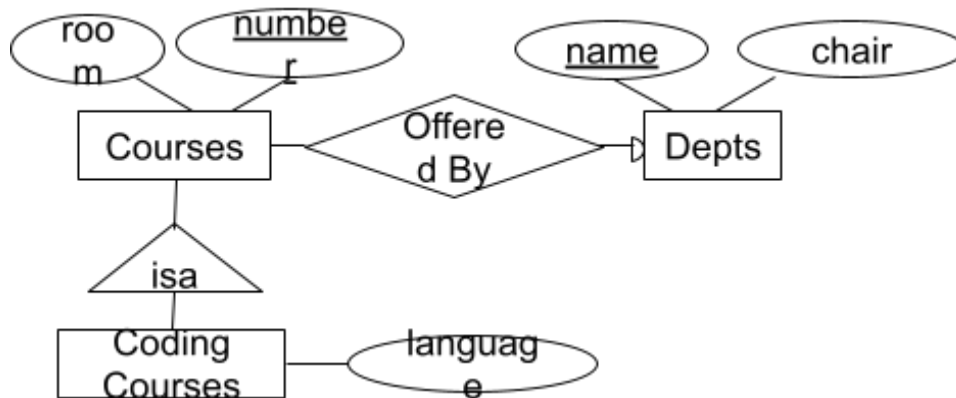 roo
m
numbe
r
name
chair
Courses
Offere
d By
Depts
isa
Coding
Courses
languag
e